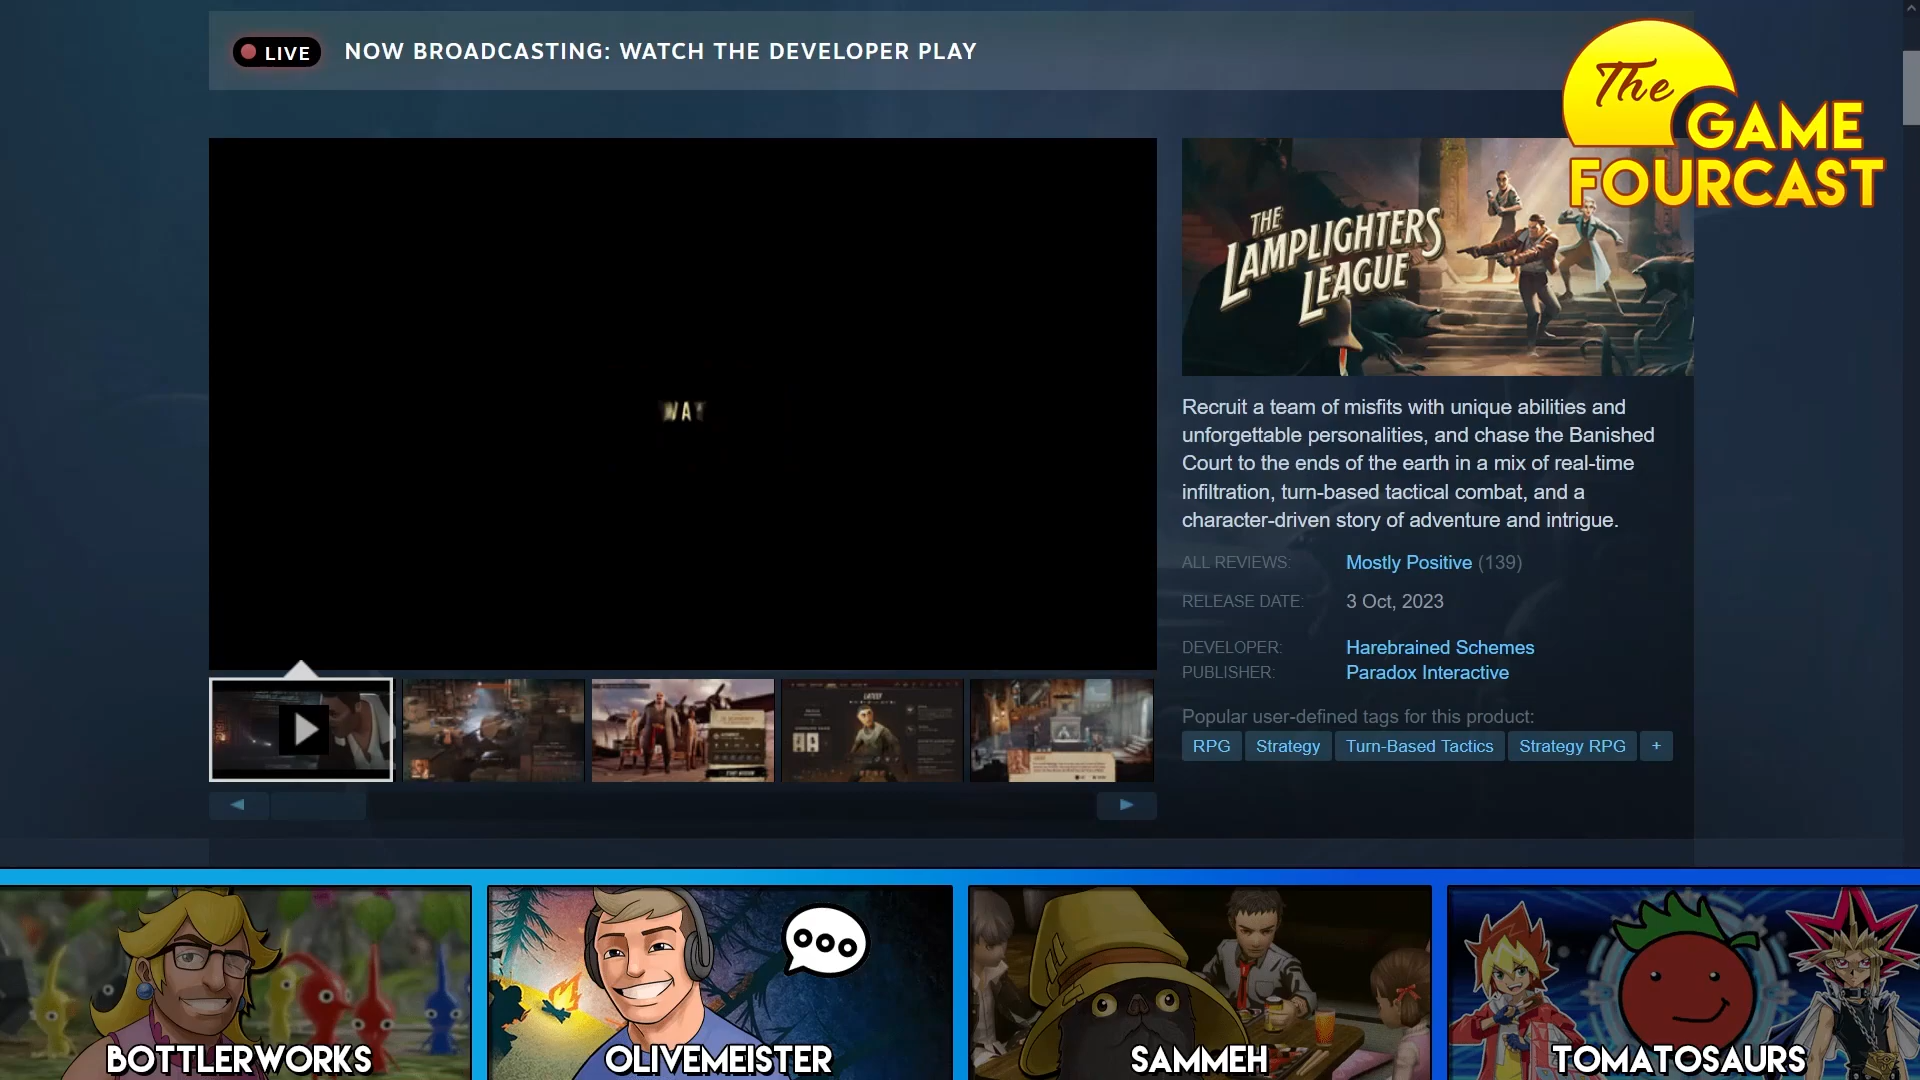 LIVE
NOW BROADCASTING: WATCH THE DEVELOPER PLAY
The
GAME
FOURCAST
THE
LAMPLIGHTERS
LEAGUE
WAY
Recruit a team of misfits with unique abilities and
unforgettable personalities, and chase the Banished
Court to the ends of the earth in a mix of real-time
infiltration, turn-based tactical combat, and a
character-driven story of adventure and intrigue.
ALL REVIEWS: Mostly Positive (139)
RELEASE DATE: 3 Oct, 2023
DEVELOPER: Harebrained Schemes
PUBLISHER: Paradox Interactive
Popular user-defined tags for this product:
RPG Strategy Turn-Based Tactics Strategy RPG +
BOTTLERWORKS
OLIVEMEISTER
SAMMEH
TOMATOSAURS